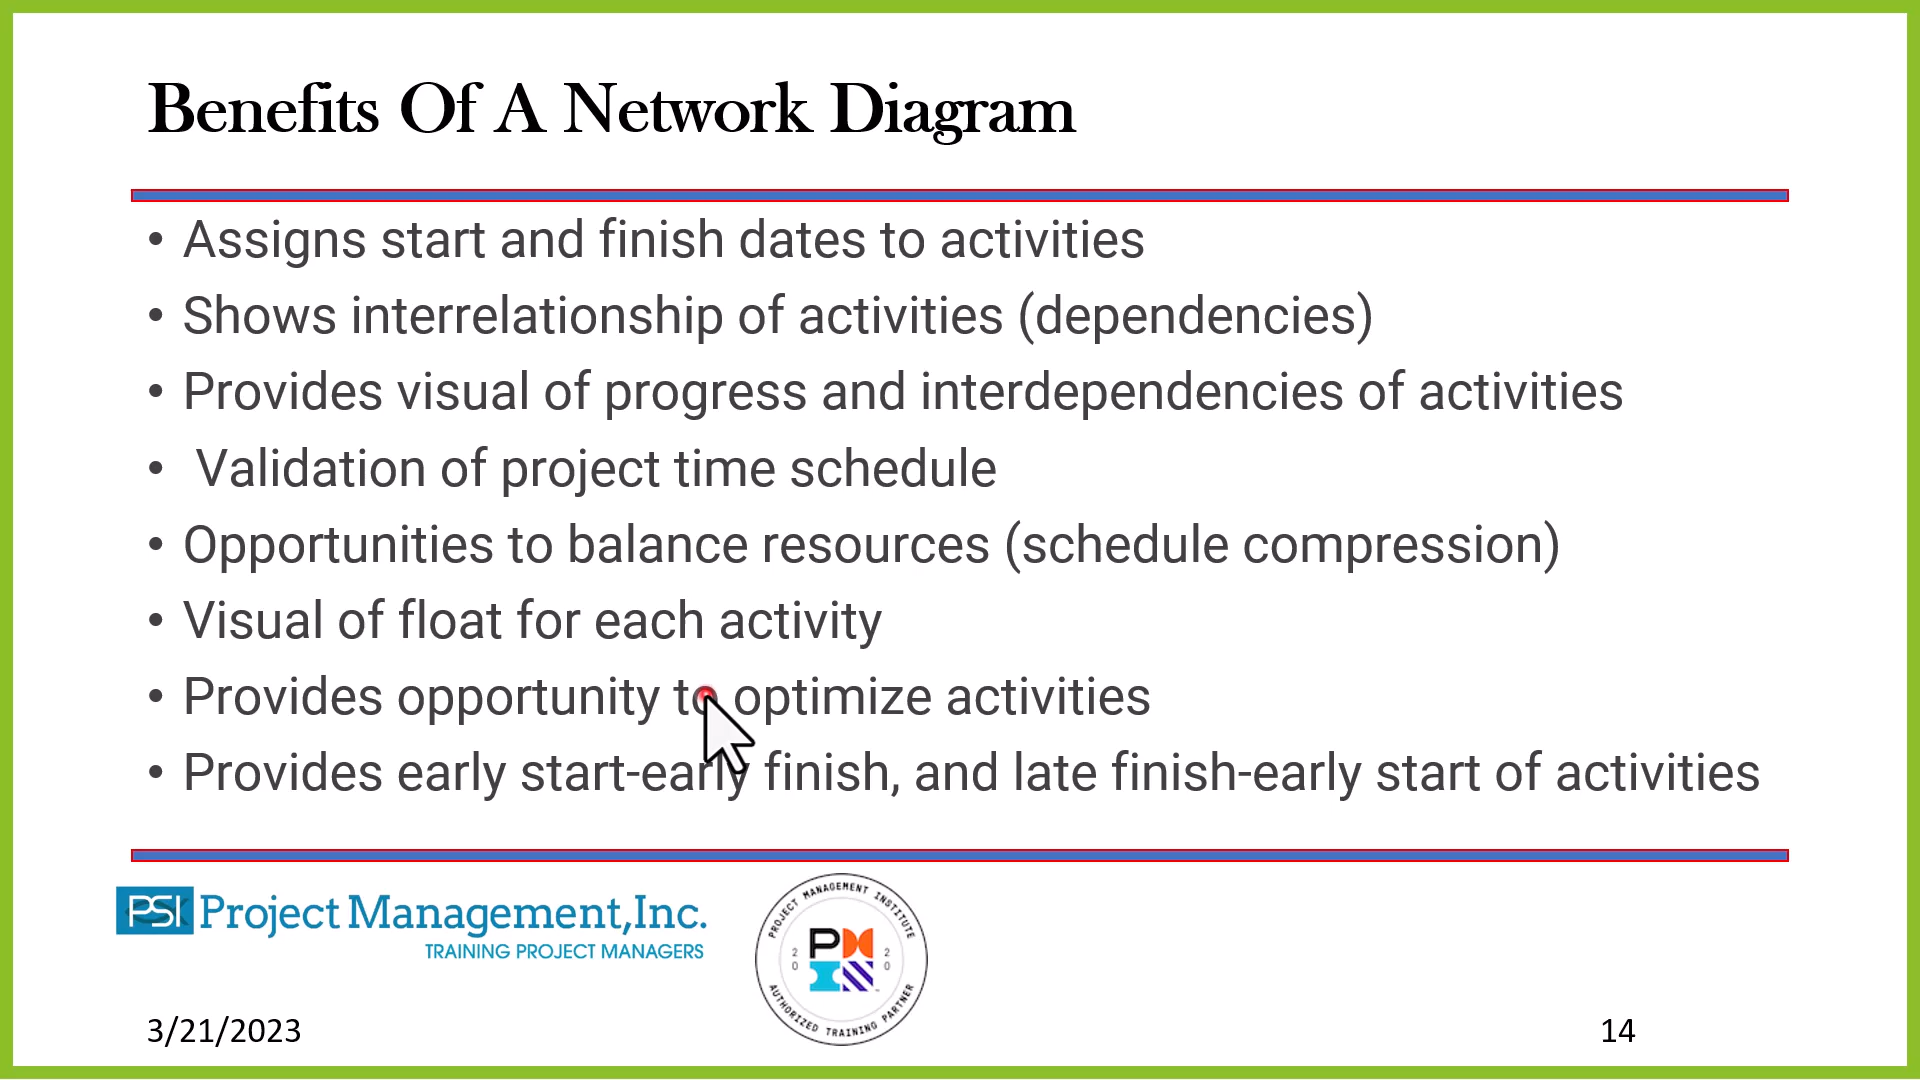 Benefits Of A Network Diagram
• Assigns start and finish dates to activities
• Shows interrelationship of activities (dependencies)
• Provides visual of progress and interdependencies of activities
• Validation of project time schedule
• Opportunities to balance resources (schedule compression)
• Visual of float for each activity
• Provides opportunity to optimize activities
• Provides early start-early finish, and late finish-early start of activities
PSI Project Management,Inc.
TRAINING PROJECT MANAGERS
PROJECT MANAGEMENT INSTITUTE
20 20
PMI
AUTHORIZED TRAINING PARTNER
3/21/2023
14